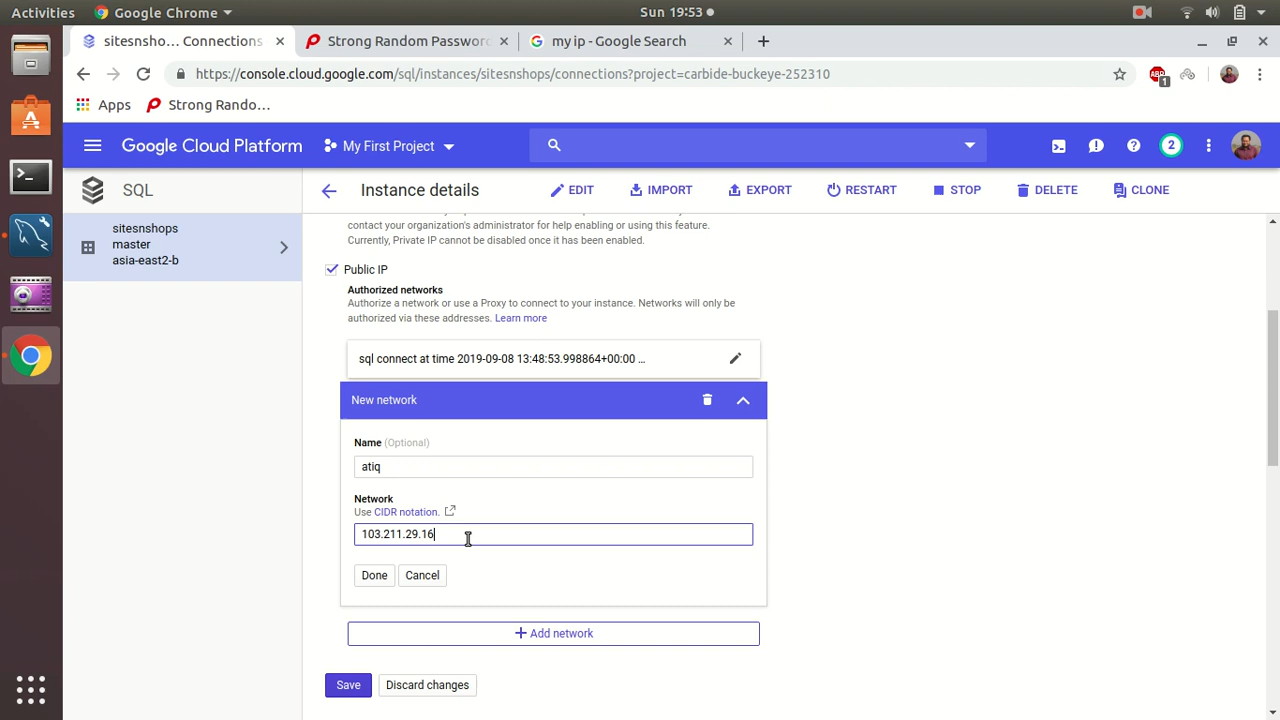 Activities
Google Chrome
Sun 19:53
sitesnsho… Connections
Strong Random Password
my ip - Google Search
https://console.cloud.google.com/sql/instances/sitesnshops/connections?project=carbide-buckeye-252310
ABP
1
Apps
Strong Rando…
Google Cloud Platform
My First Project
2
SQL
Instance details
EDIT
IMPORT
EXPORT
RESTART
STOP
DELETE
CLONE
sitesnshops
master
asia-east2-b
contact your organization's administrator for help enabling or using this feature.
Currently, Private IP cannot be disabled once it has been enabled.
Public IP
Authorized networks
Authorize a network or use a Proxy to connect to your instance. Networks will only be
authorized via these addresses. Learn more
sql connect at time 2019-09-08 13:48:53.998864+00:00 …
New network
Name (Optional)
atiq
Network
Use CIDR notation.
103.211.29.16
Done
Cancel
Add network
Save
Discard changes